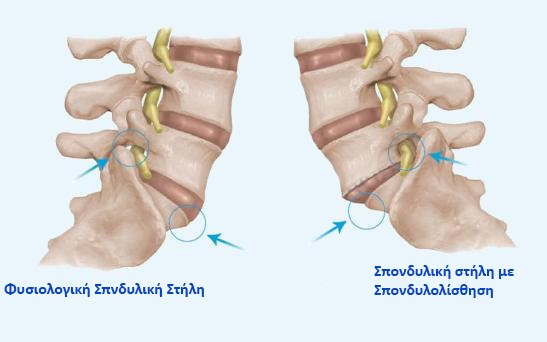 Φυσιολογική Σπνδυλική Στήλη
Σπονδυλική στήλη με
Σπονδυλολίσθηση